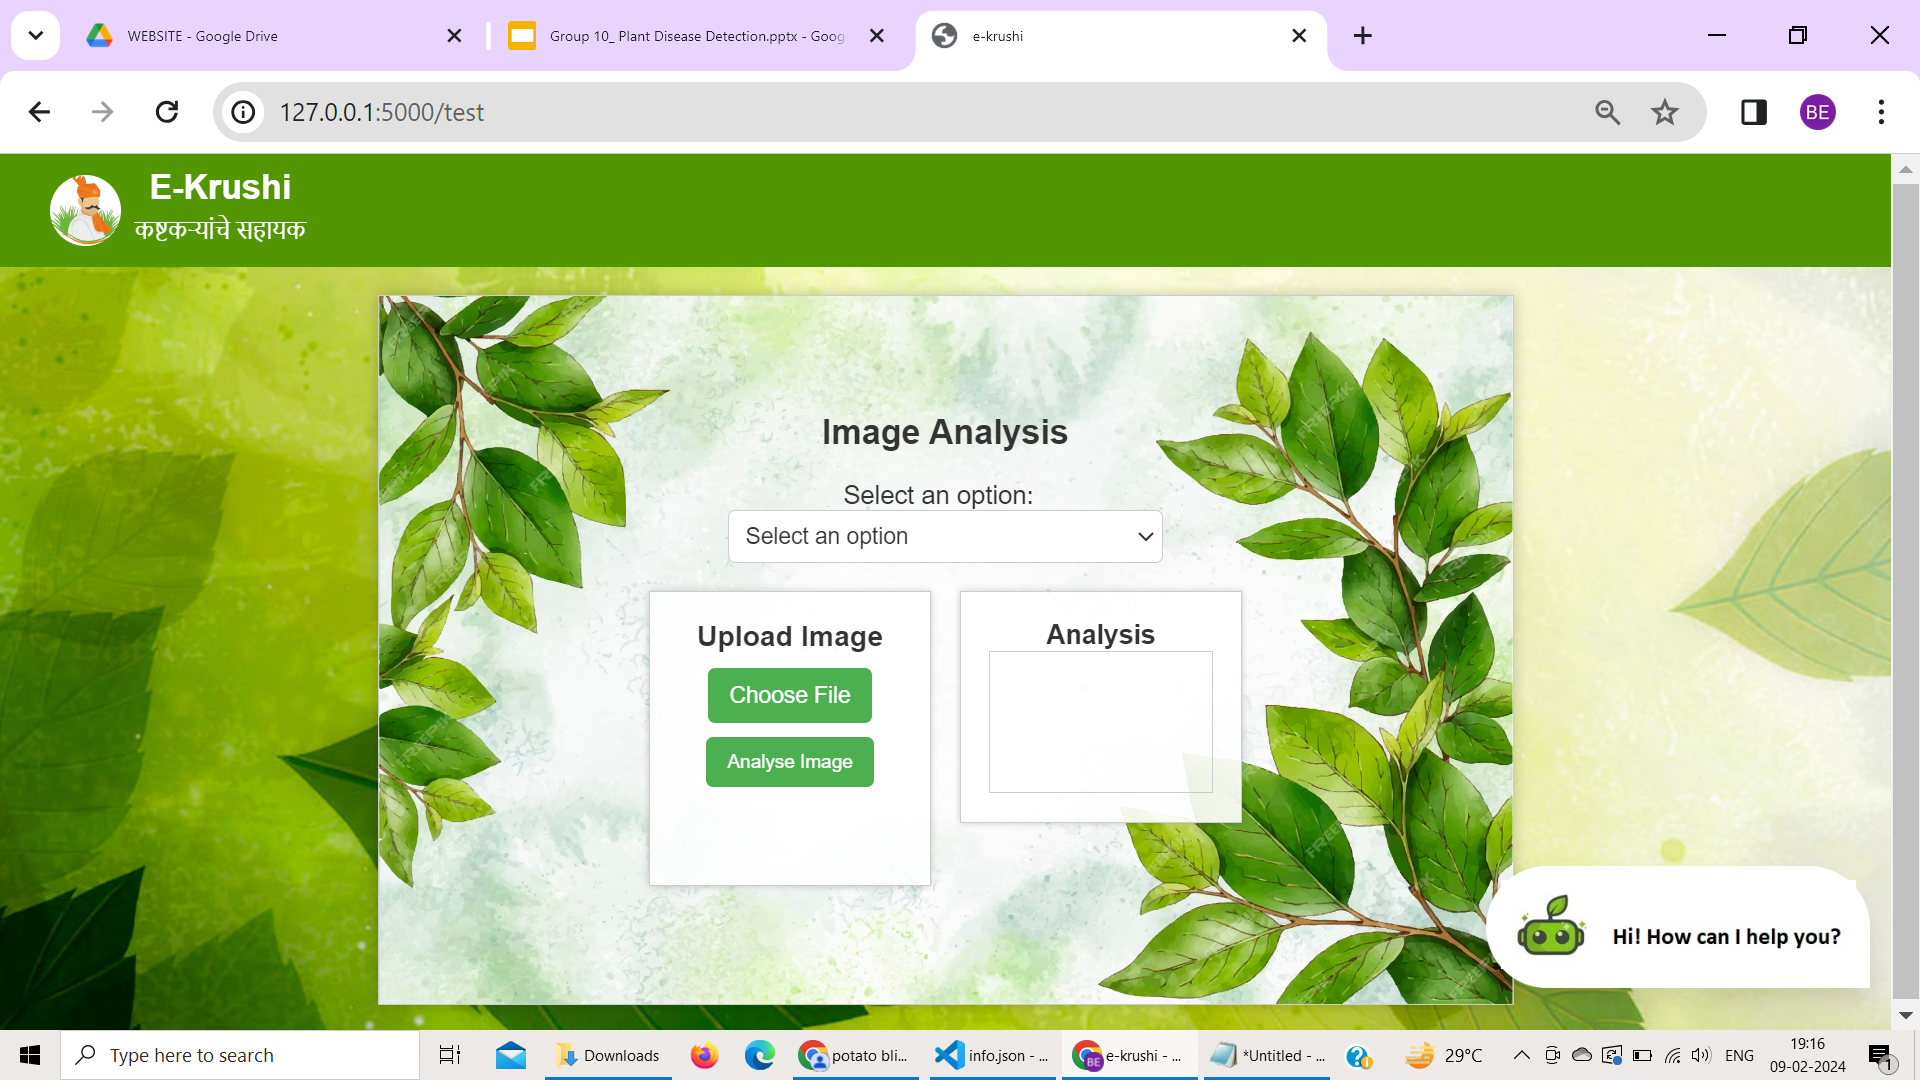 WEBSITE - Google Drive
Group 10_ Plant Disease Detection.pptx - Goog
e-krushi
127.0.0.1:5000/test
BE
E-Krushi
कष्टकऱ्यांचे सहायक
Image Analysis
Select an option:
Select an option
Upload Image
Choose File
Analyse Image
Analysis
Hi! How can I help you?
Type here to search
Downloads
potato bli...
info.json - ...
BE
e-krushi - ...
*Untitled - ...
29°C
ENG
19:16
09-02-2024
1